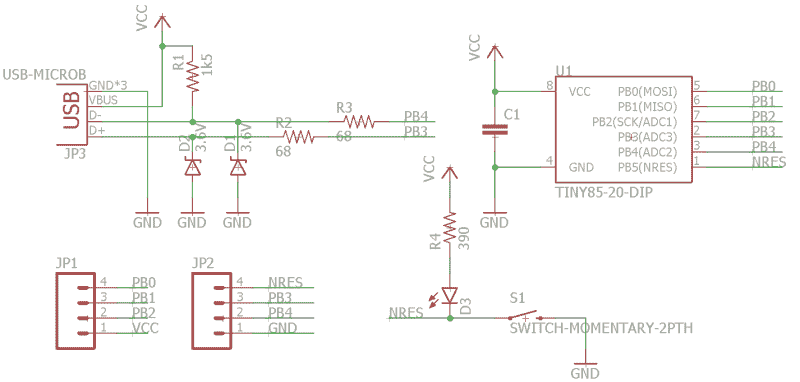 VCC
USB-MICROB
GND*3
VBUS
D-
D+
USB
JP3
R1
1k5
R2
68
R3
68
PB4
PB3
D2
3.6V
D1
3.6V
GND
GND
GND
VCC
C1
GND
U1
8
VCC
4
GND
PB0(MOSI)
5
PB0
PB1(MISO)
6
PB1
PB2(SCK/ADC1)
7
PB2
PB3(ADC3)
2
PB3
PB4(ADC2)
3
PB4
PB5(NRES)
1
NRES
TINY85-20-DIP
JP1
4
PB0
3
PB1
2
PB2
1
VCC
JP2
4
NRES
3
PB3
2
PB4
1
GND
VCC
R4
390
D3
NRES
S1
SWITCH-MOMENTARY-2PTH
GND